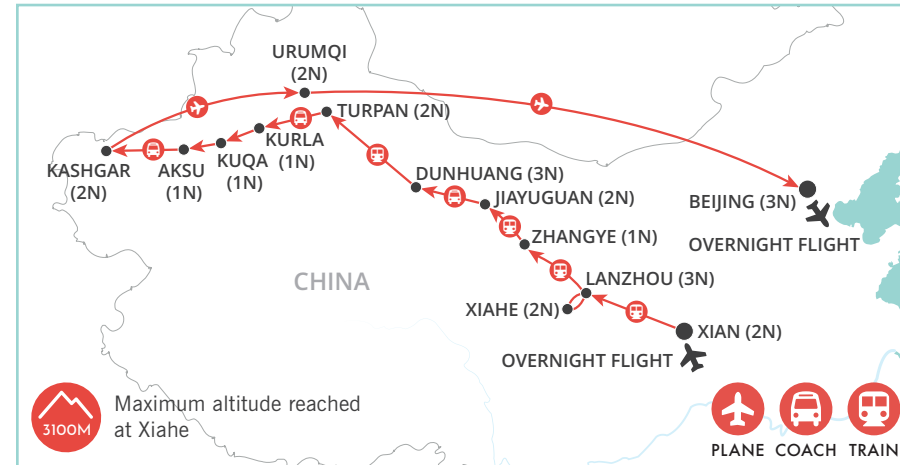 URUMQI
(2N)
TURPAN (2N)
KURLA
(1N)
KUQA
(1N)
AKSU
(1N)
KASHGAR
(2N)
DUNHUANG (3N)
JIAYUGUAN (2N)
BEIJING (3N)
OVERNIGHT FLIGHT
ZHANGYE (1N)
CHINA
LANZHOU (3N)
XIAHE (2N)
XIAN (2N)
OVERNIGHT FLIGHT
3100M
Maximum altitude reached
at Xiahe
PLANE COACH TRAIN